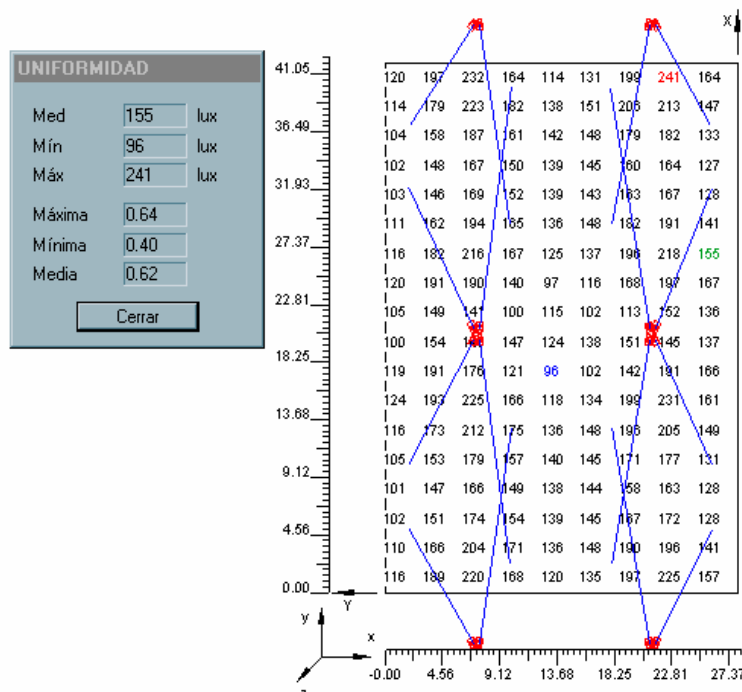 UNIFORMIDAD
Med 155 lux
Mín 96 lux
Máx 241 lux
Máxima 0.64
Mínima 0.40
Media 0.62
Cerrar
X
41.05
36.49
31.93
27.37
22.81
18.25
13.68
9.12
4.56
0.00
120 197 232 164 114 131 199 241 164
114 179 223 182 138 151 206 213 147
104 158 187 161 142 148 179 182 133
102 148 167 150 139 145 160 164 127
103 146 169 152 139 143 163 167 128
111 162 194 165 136 148 182 191 141
116 182 216 167 125 137 196 218 155
120 191 190 140 97 116 168 197 167
105 149 141 100 115 102 113 152 136
100 154 147 124 138 151 145 137
119 191 176 121 96 102 142 191 166
124 193 225 166 118 134 199 231 161
116 173 212 175 136 148 196 205 149
105 153 179 157 140 145 171 177 131
101 147 166 149 138 144 158 163 128
102 151 174 154 139 145 167 172 128
110 166 204 171 136 148 190 196 141
116 189 220 168 120 135 197 225 157
Y
y
x
-0.00 4.56 9.12 13.68 18.25 22.81 27.37